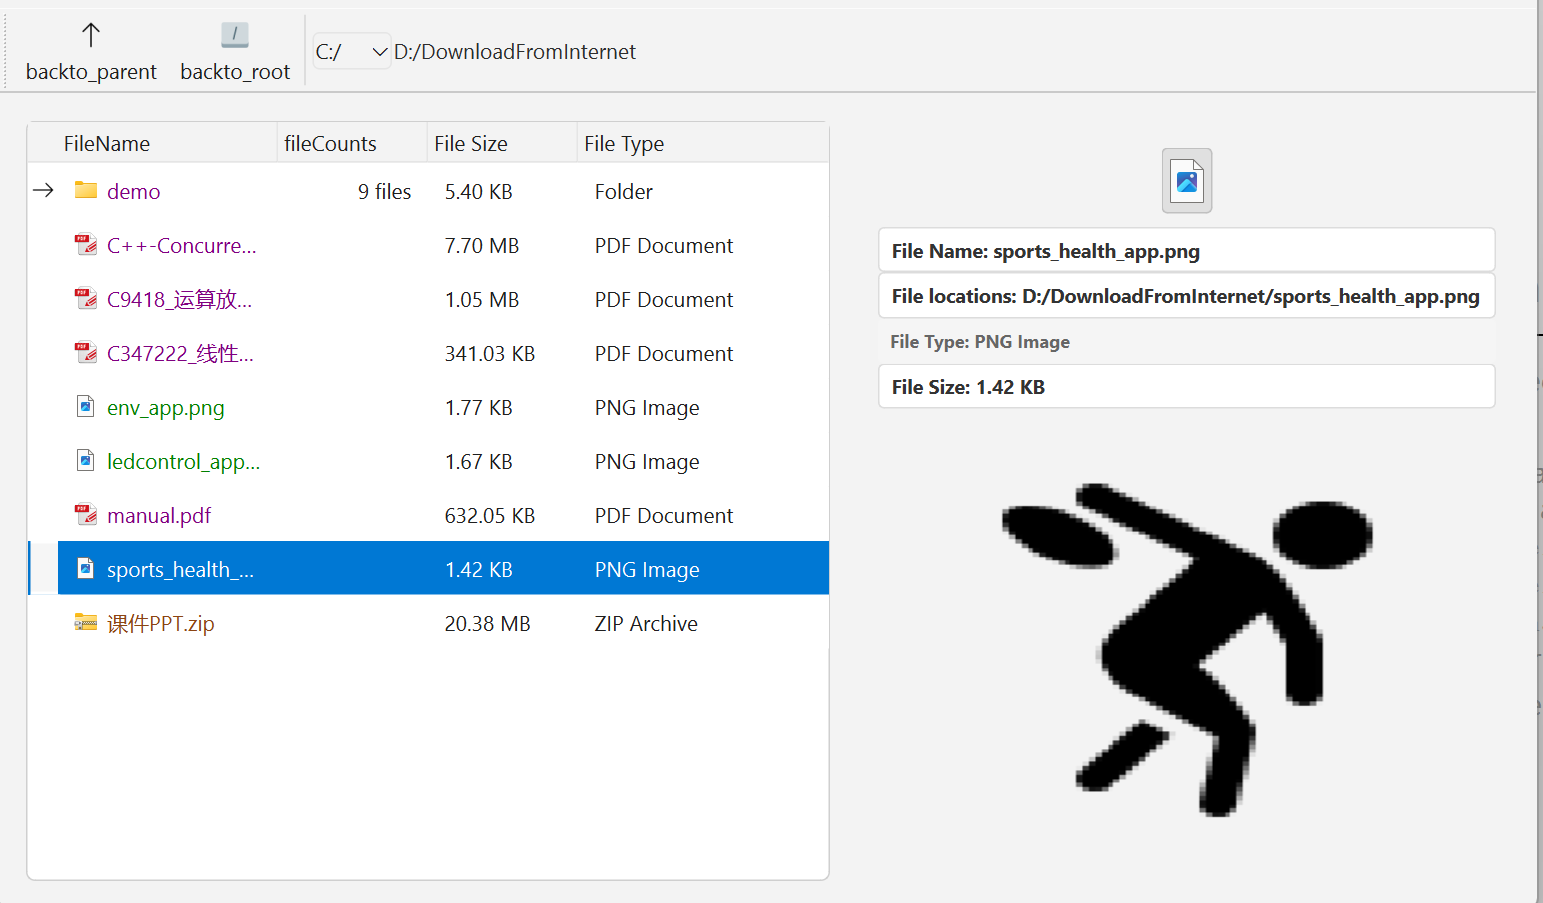 backto_parent
/
backto_root
C:/
D:/DownloadFromInternet
FileName fileCounts File Size File Type
demo 9 files 5.40 KB Folder
C++-Concurre... 7.70 MB PDF Document
C9418_运算放... 1.05 MB PDF Document
C347222_线性... 341.03 KB PDF Document
env_app.png 1.77 KB PNG Image
ledcontrol_app... 1.67 KB PNG Image
manual.pdf 632.05 KB PDF Document
sports_health_... 1.42 KB PNG Image
课件PPT.zip 20.38 MB ZIP Archive
File Name: sports_health_app.png
File locations: D:/DownloadFromInternet/sports_health_app.png
File Type: PNG Image
File Size: 1.42 KB